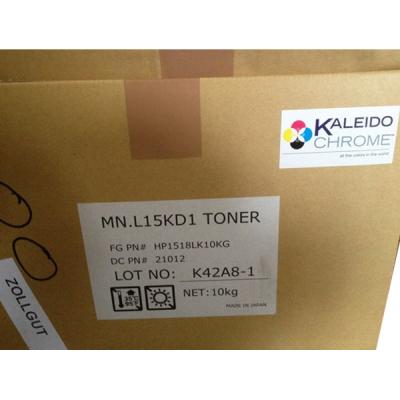 KALEIDO
CHROME™
all the colors in the world
MN.L15KD1 TONER
FG PN# HP1518LK10KG
DC PN# 21012
LOT NO: K42A8-1
NET:10kg
MADE IN JAPAN
ZOLLGUT